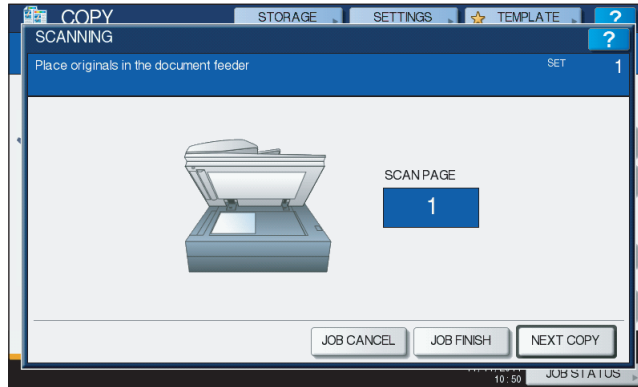 COPY STORAGE SETTINGS TEMPLATE ?
SCANNING ?
Place originals in the document feeder SET 1
SCAN PAGE
1
JOB CANCEL JOB FINISH NEXT COPY
10:50 JOB STATUS